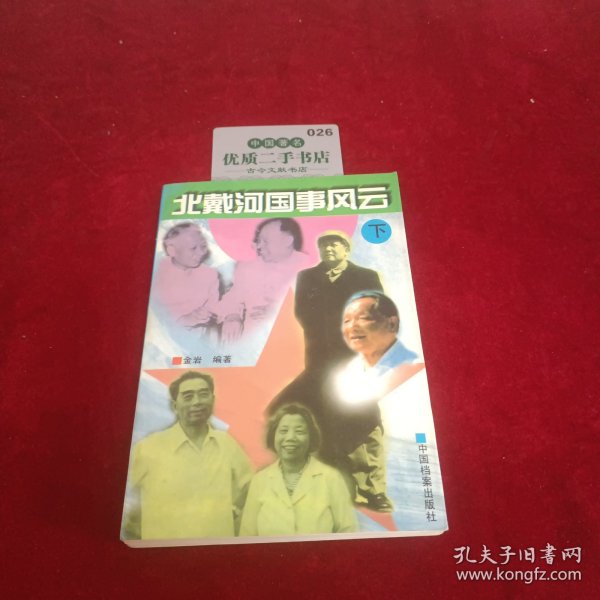 026
中国著名
优质二手书店
古今文献书店
北戴河国事风云
下
金岩 编著
中国档案出版社
孔夫子旧书网
www.kongfz.com